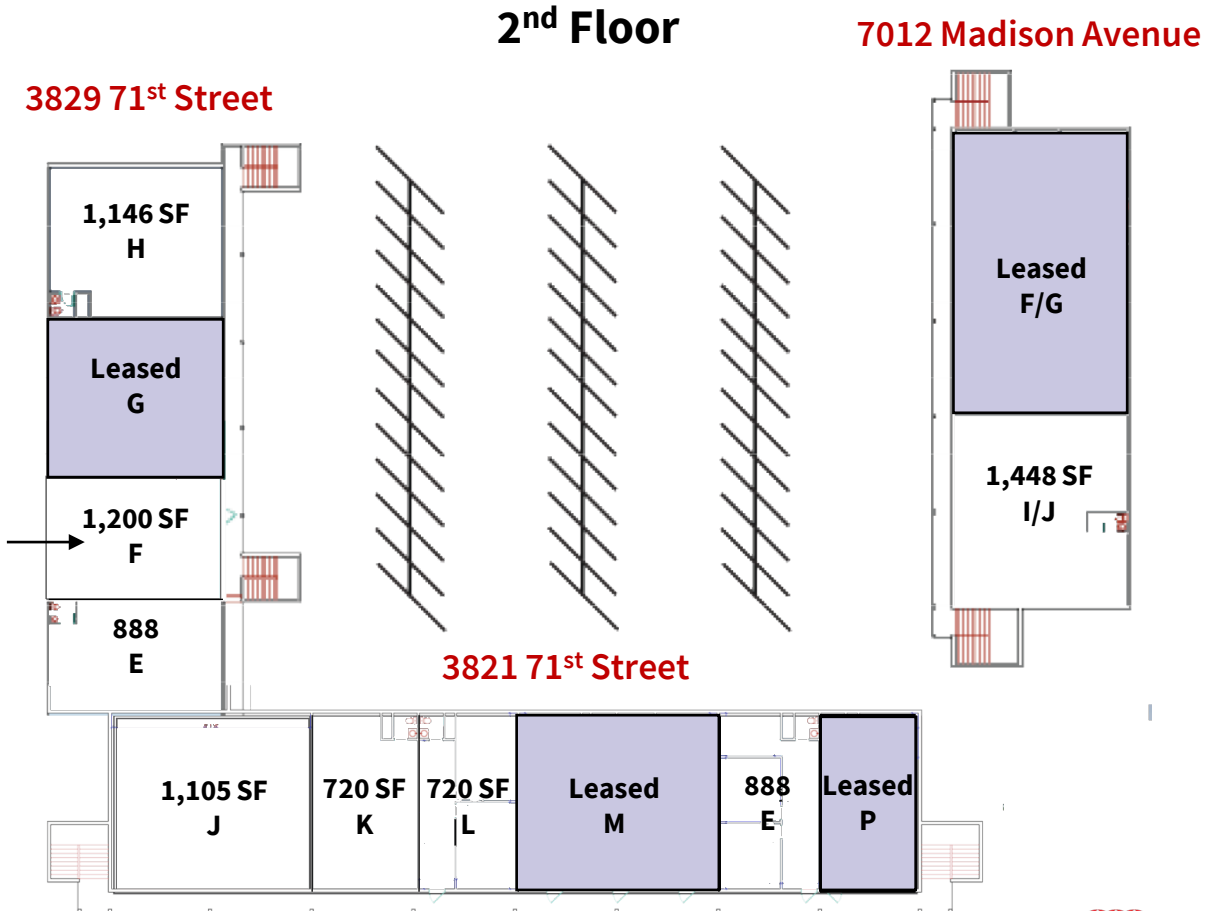 2nd Floor
7012 Madison Avenue
3829 71st Street
1,146 SF
H
Leased
G
1,200 SF
F
888
E
Leased
F/G
1,448 SF
I/J
3821 71st Street
1,105 SF
J
720 SF
K
720 SF
L
Leased
M
888
E
Leased
P